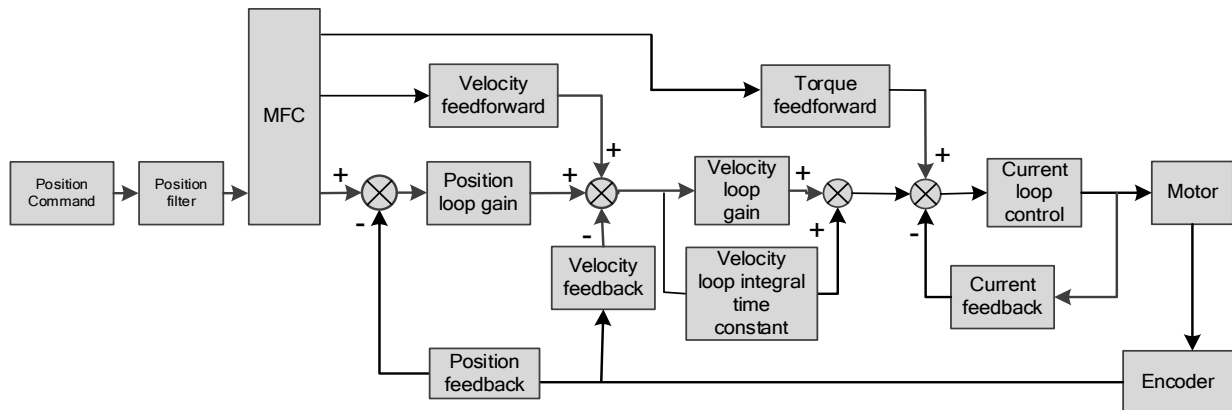 MFC
Velocity
feedforward
Torque
feedforward
+
+
+
Position
Command
Position
filter
+
-
Position
loop gain
+
-
Velocity
loop
gain
+
+
-
Current
loop
control
Motor
Velocity
feedback
Velocity
loop integral
time
constant
Current
feedback
Position
feedback
Encoder